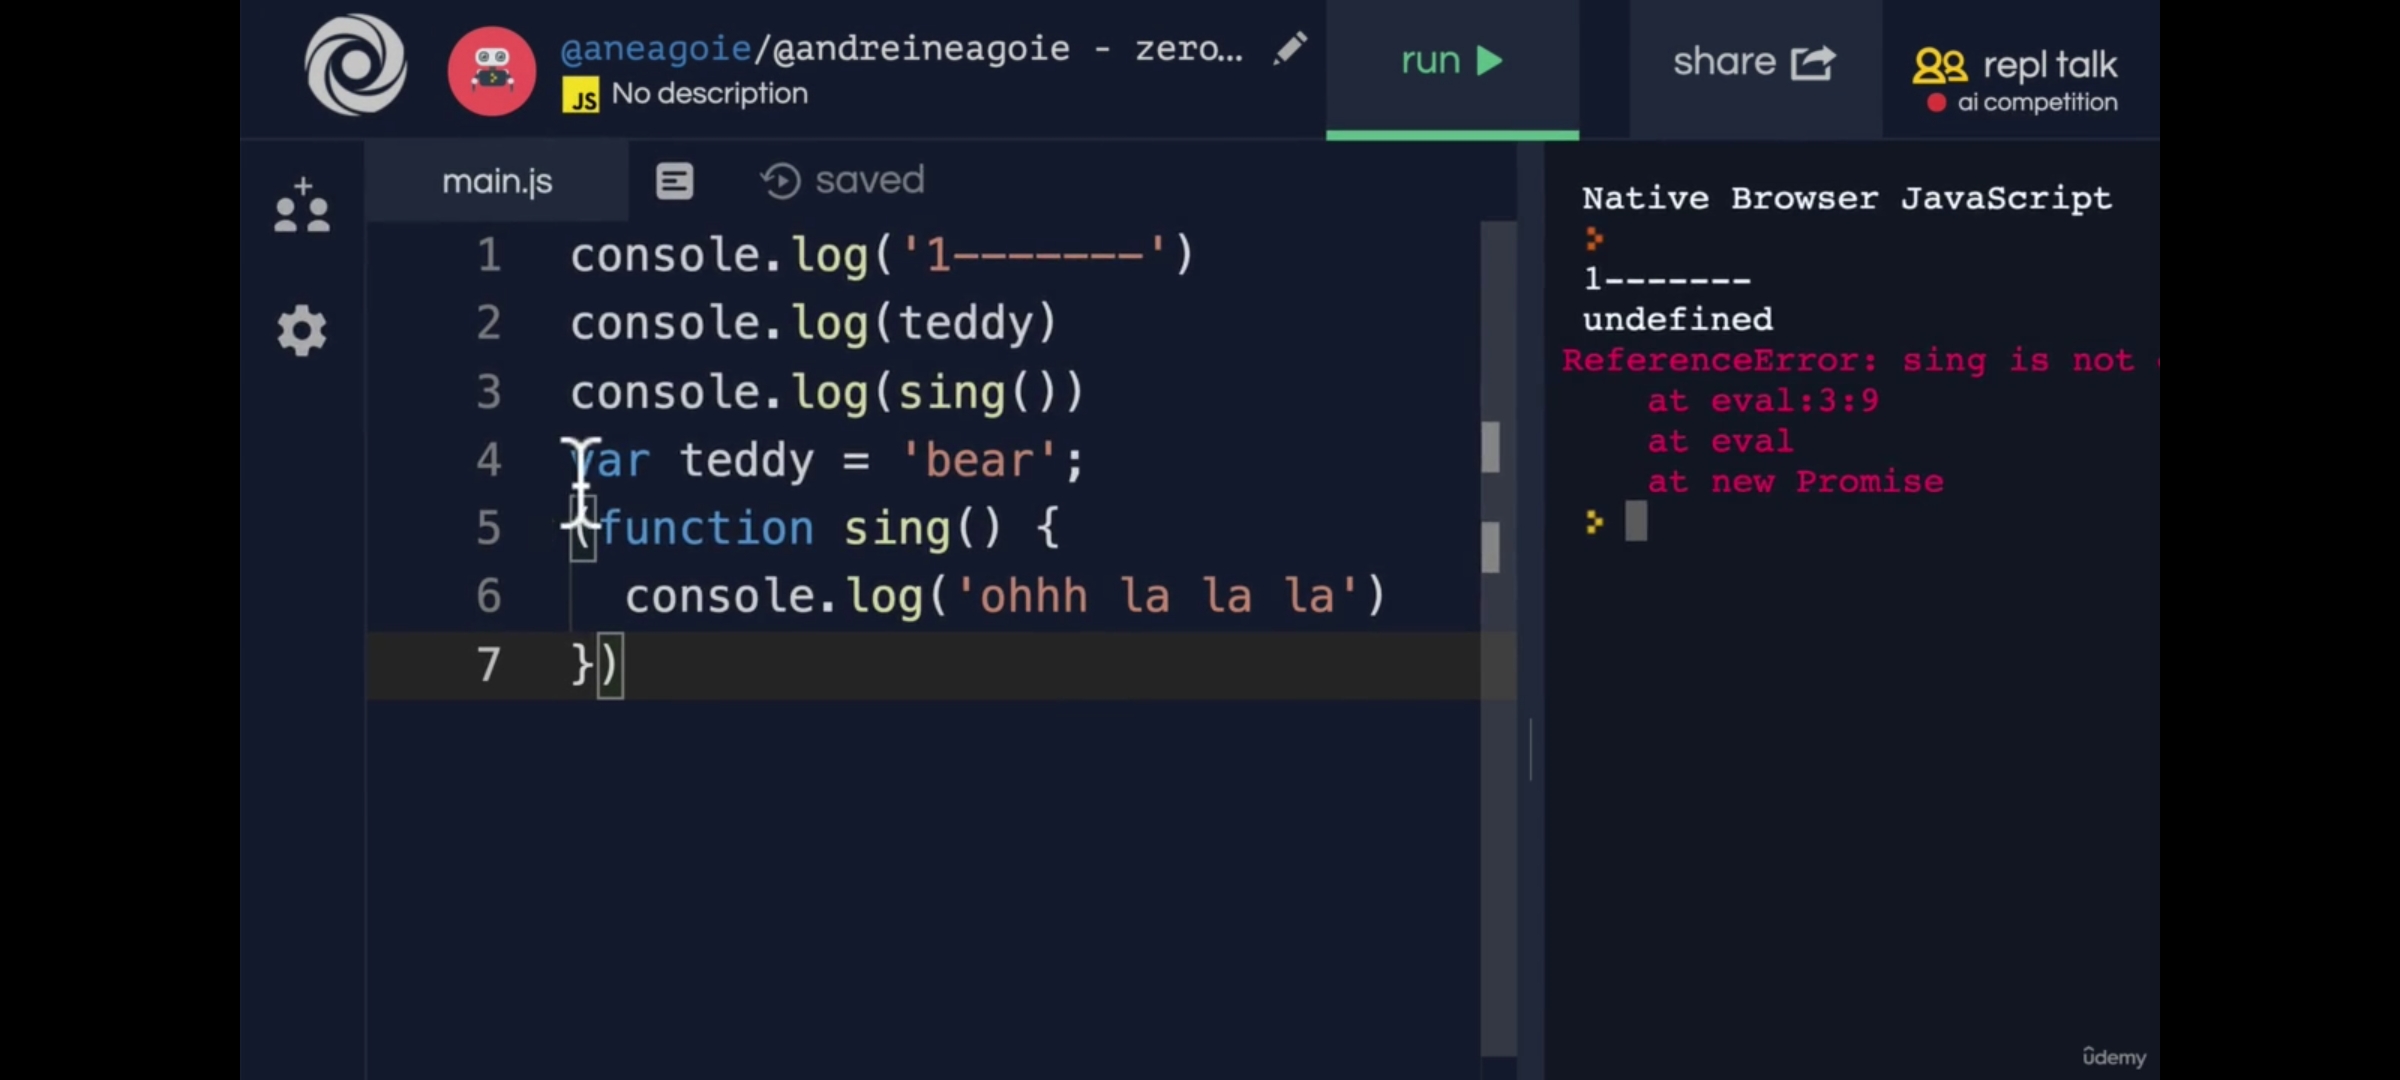 @aneagoie/@andreineagoie - zero...
JS No description
run
share
repl talk
ai competition
main.js
saved
1 console.log('1-------')
2 console.log(teddy)
3 console.log(sing())
4 var teddy = 'bear';
5 (function sing() {
6 console.log('ohhh la la la')
7 })
Native Browser JavaScript
1-------
undefined
ReferenceError: sing is not
at eval:3:9
at eval
at new Promise
ûdemy